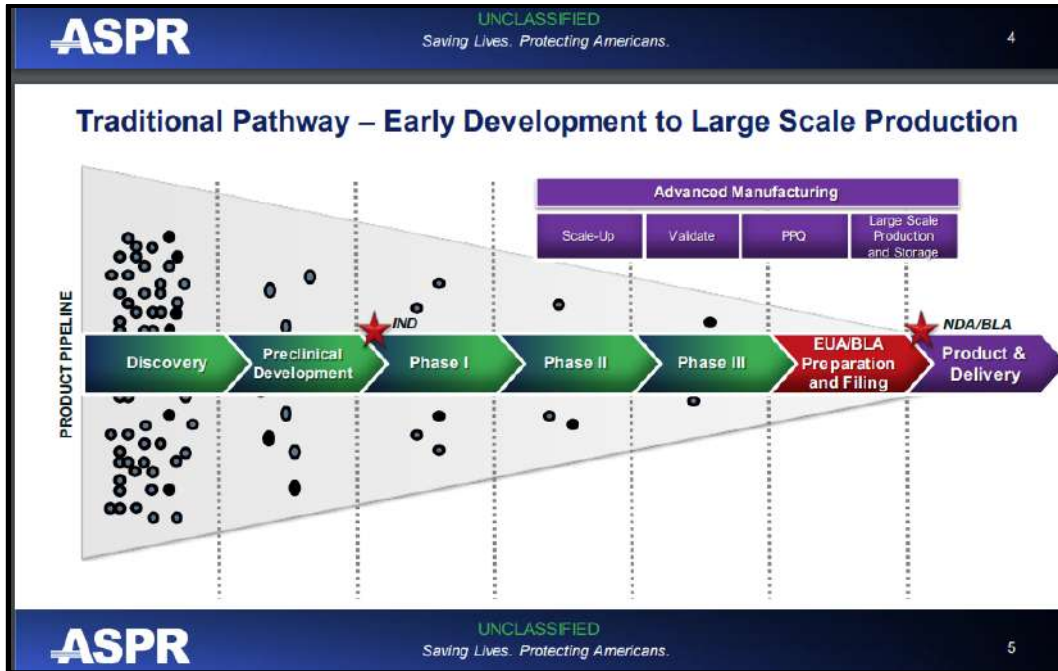 ASPR
UNCLASSIFIED
Saving Lives. Protecting Americans.
4
Traditional Pathway – Early Development to Large Scale Production
Advanced Manufacturing
Scale-Up
Validate
PPQ
Large Scale
Production
and Storage
PRODUCT PIPELINE
IND
NDA/BLA
Discovery
Preclinical
Development
Phase I
Phase II
Phase III
EUA/BLA
Preparation
and Filing
Product &
Delivery
ASPR
UNCLASSIFIED
Saving Lives. Protecting Americans.
5